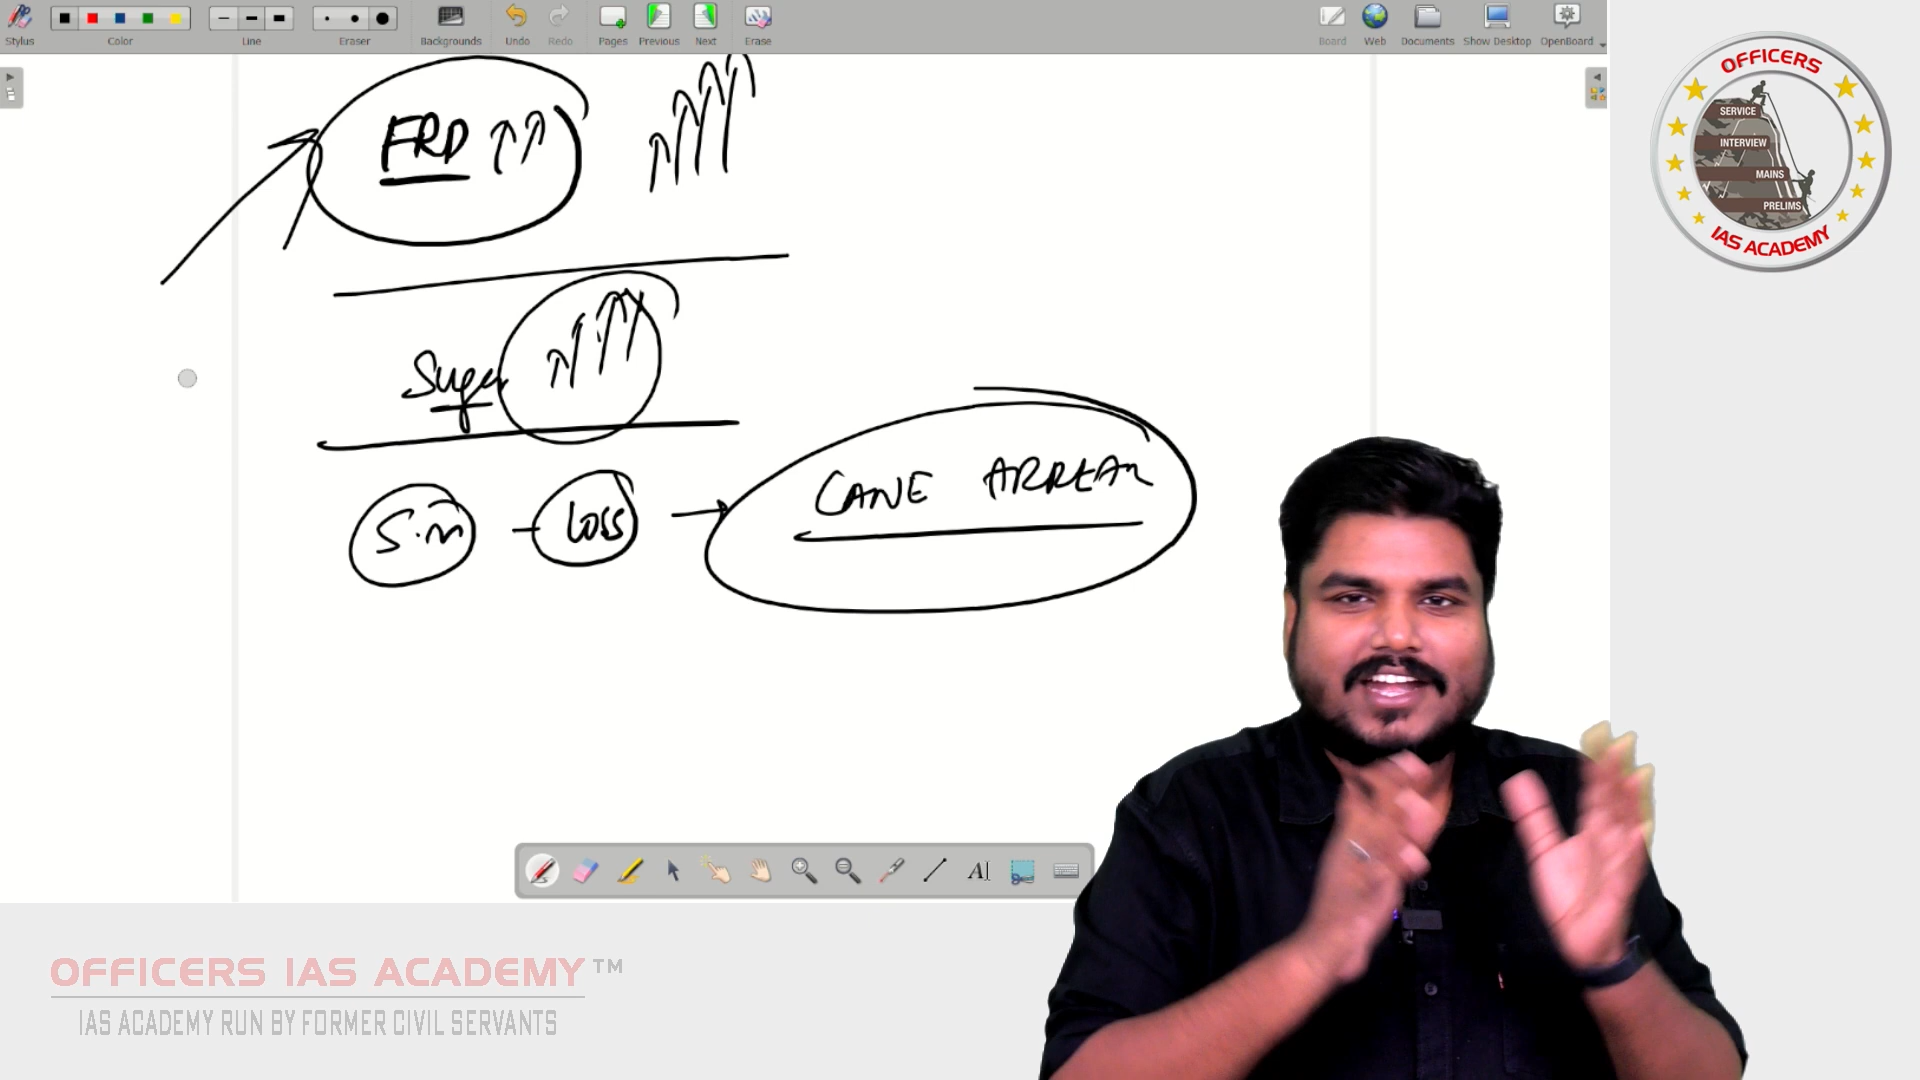 Stylus
Color
Line
Eraser
Backgrounds
Undo
Redo
Pages
Previous
Next
Erase
Board
Web
Documents
Show Desktop
OpenBoard
FRP
Sugar
S.M
LOSS
CANE ARREAR
AI
OFFICERS
SERVICE
INTERVIEW
MAINS
PRELIMS
IAS ACADEMY
OFFICERS IAS ACADEMY™
IAS ACADEMY RUN BY FORMER CIVIL SERVANTS